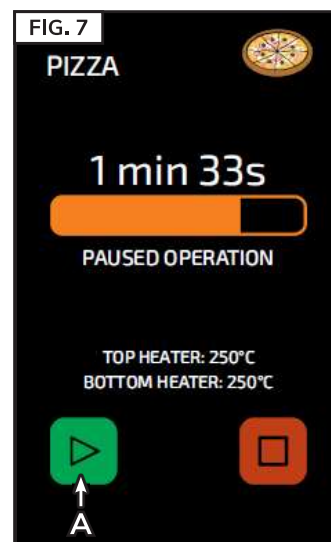 FIG. 7
PIZZA
1 min 33s
PAUSED OPERATION
TOP HEATER: 250°C
BOTTOM HEATER: 250°C
A